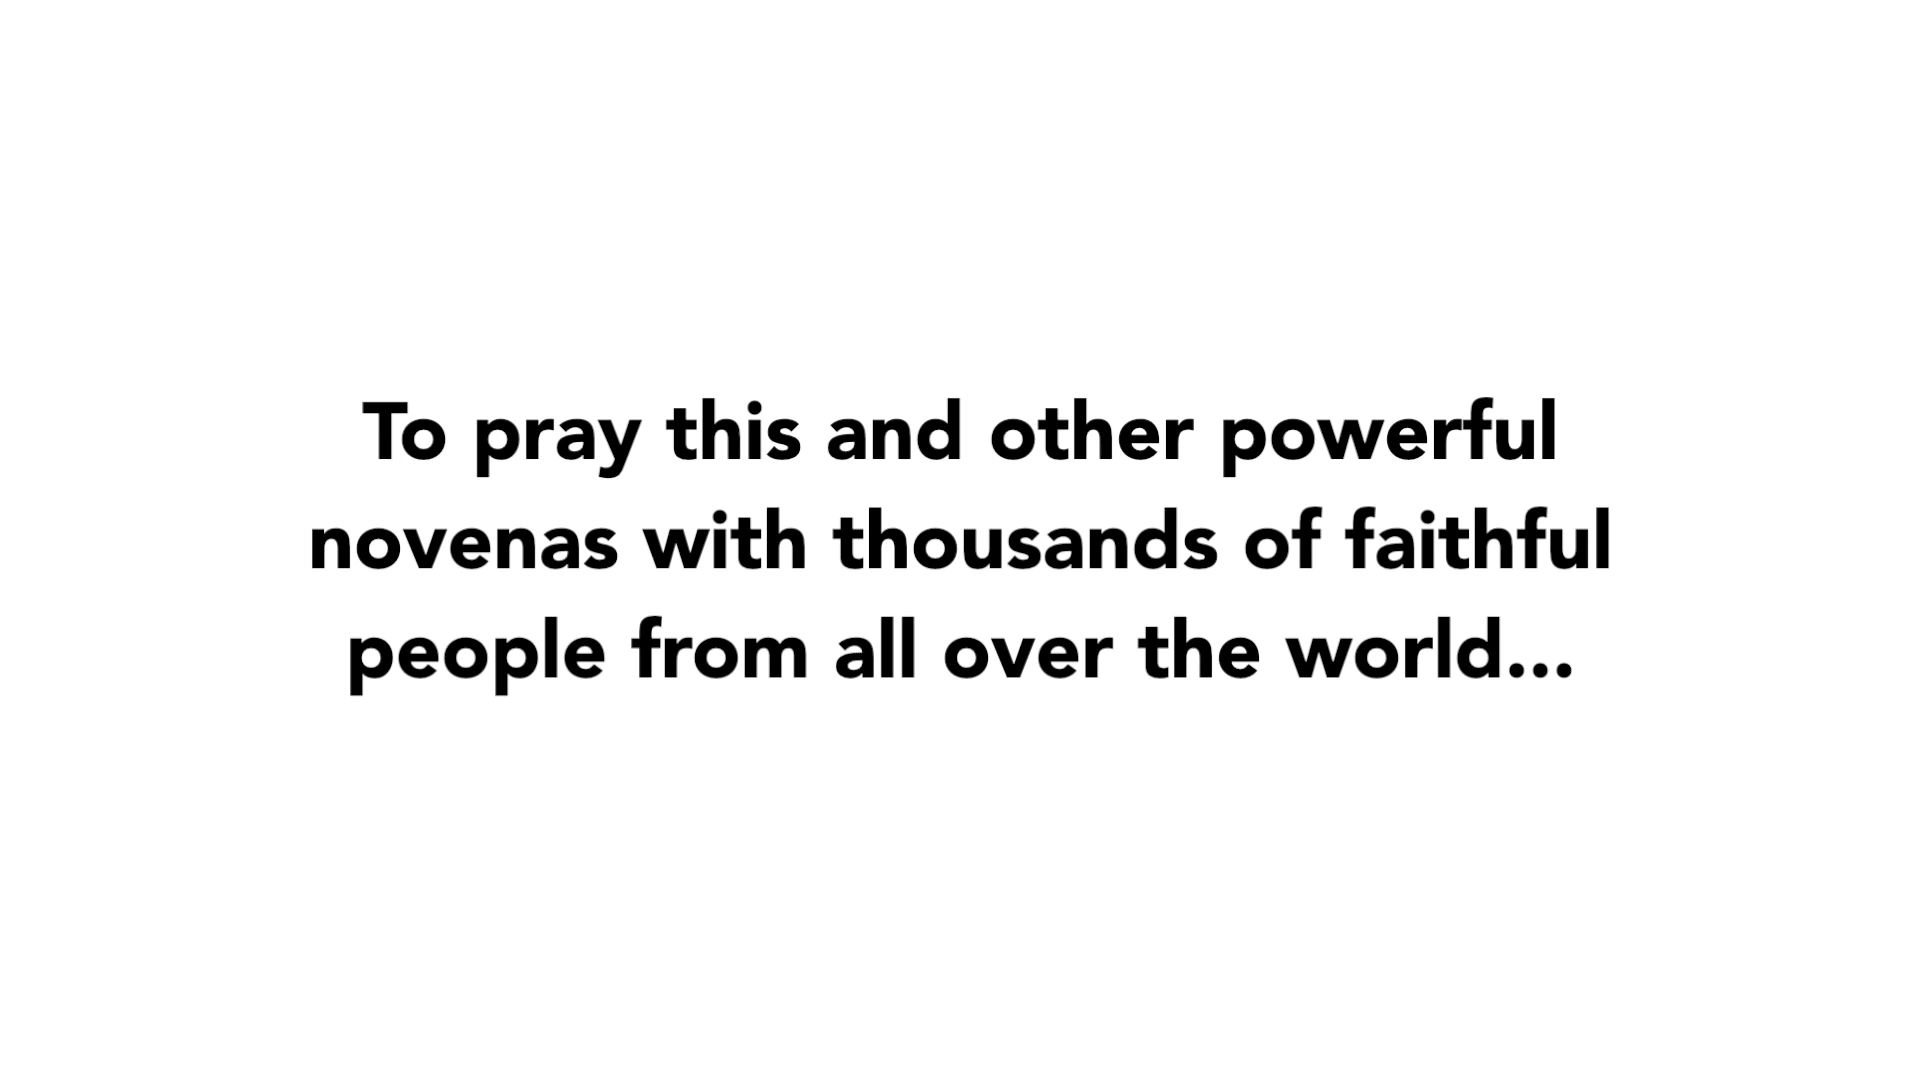 To pray this and other powerful
novenas with thousands of faithful
people from all over the world...